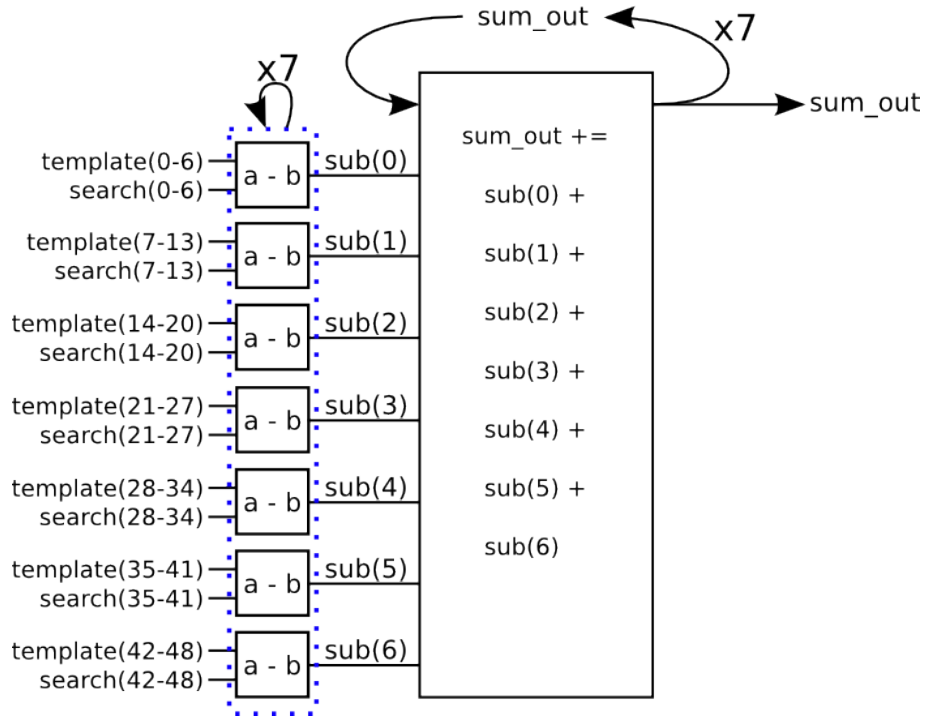 sum_out
x7
x7
sum_out
sum_out +=
template(0-6)
search(0-6)
a - b
sub(0)
sub(0) +
template(7-13)
search(7-13)
a - b
sub(1)
sub(1) +
template(14-20)
search(14-20)
a - b
sub(2)
sub(2) +
template(21-27)
search(21-27)
a - b
sub(3)
sub(3) +
template(28-34)
search(28-34)
a - b
sub(4)
sub(4) +
template(35-41)
search(35-41)
a - b
sub(5)
sub(5) +
template(42-48)
search(42-48)
a - b
sub(6)
sub(6)